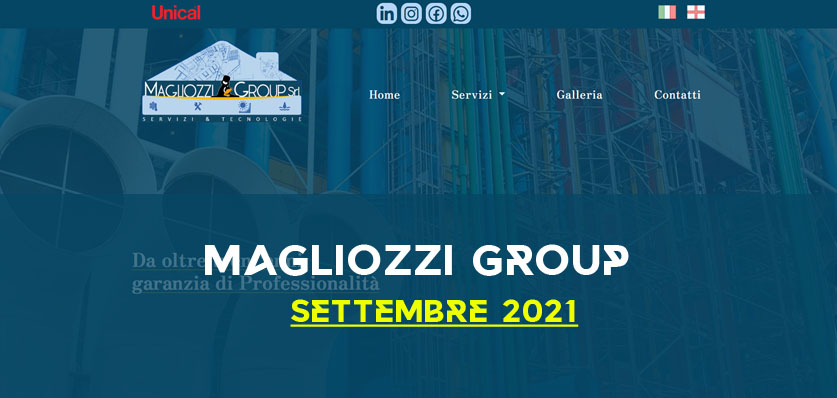 Unical
MAGLIOZZI GROUP Srl
SERVIZI & TECNOLOGIE
Home Servizi Galleria Contatti
Da oltre
garanzia di Professionalità
MAGLIOZZI GROUP
SETTEMBRE 2021